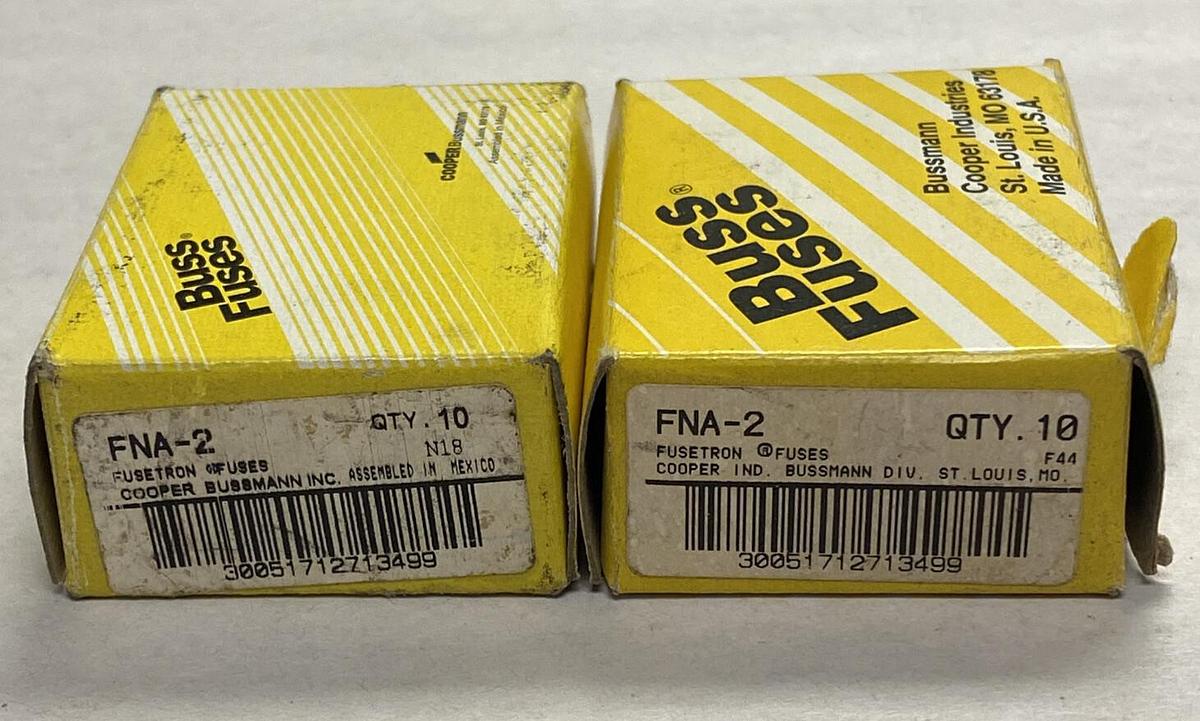 Buss®
Fuses
COOPER Bussmann
FNA-2
QTY. 10
N18
FUSETRON ® FUSES
COOPER BUSSMANN INC. ASSEMBLED IN MEXICO
30051712713499
Buss®
Fuses
Bussmann
Cooper Industries
St. Louis, MO 63178
Made in U.S.A.
FNA-2 QTY. 10
FUSETRON ® FUSES F44
COOPER IND. BUSSMANN DIV. ST.LOUIS,MO.
30051712713499